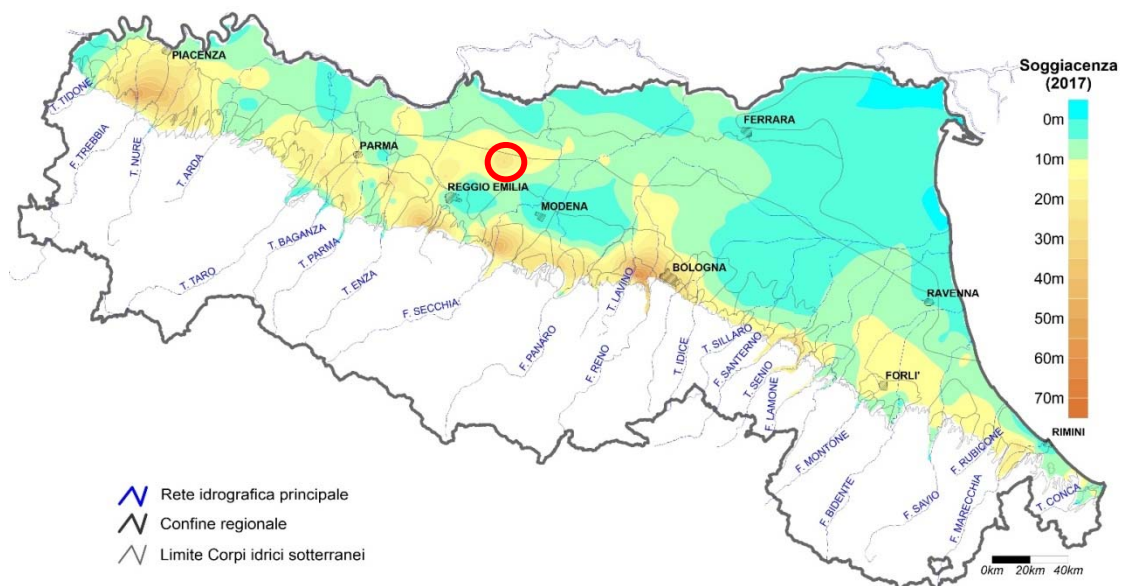 PIACENZA
T. TIDONE
F. TREBBIA
T. NURE
T. ARDA
PARMA
T. BAGANZA
T. PARMA
T. TARO
T. ENZA
REGGIO EMILIA
MODENA
F. SECCHIA
F. PANARO
T. LAVINO
F. RENO
BOLOGNA
T. IDICE
T. SILLARO
F. SANTERNO
T. SENIO
F. LAMONE
FERRARA
RAVENNA
FORLI'
F. MONTONE
F. BIDENTE
F. SAVIO
F. RUBICONE
F. MARECCHIA
RIMINI
T. CONCA
Soggiacenza
(2017)
0m
10m
20m
30m
40m
50m
60m
70m
Rete idrografica principale
Confine regionale
Limite Corpi idrici sotterranei
0km 20km 40km